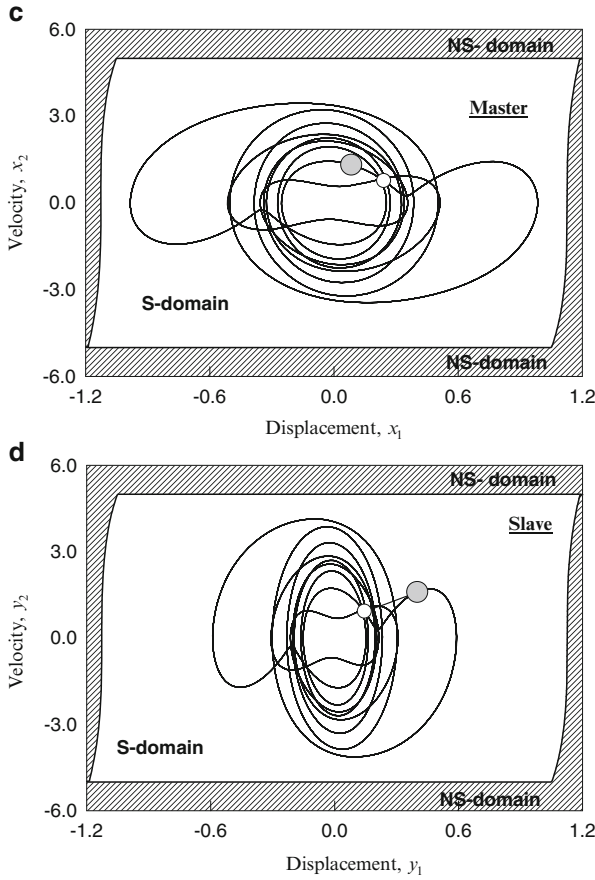 c
6.0
NS- domain
Master
3.0
Velocity, x2
0.0
-3.0
S-domain
NS-domain
-6.0
-1.2
-0.6
0.0
0.6
1.2
Displacement, x1
d
6.0
NS- domain
Slave
3.0
Velocity, y2
0.0
-3.0
S-domain
NS-domain
-6.0
-1.2
-0.6
0.0
0.6
1.2
Displacement, y1